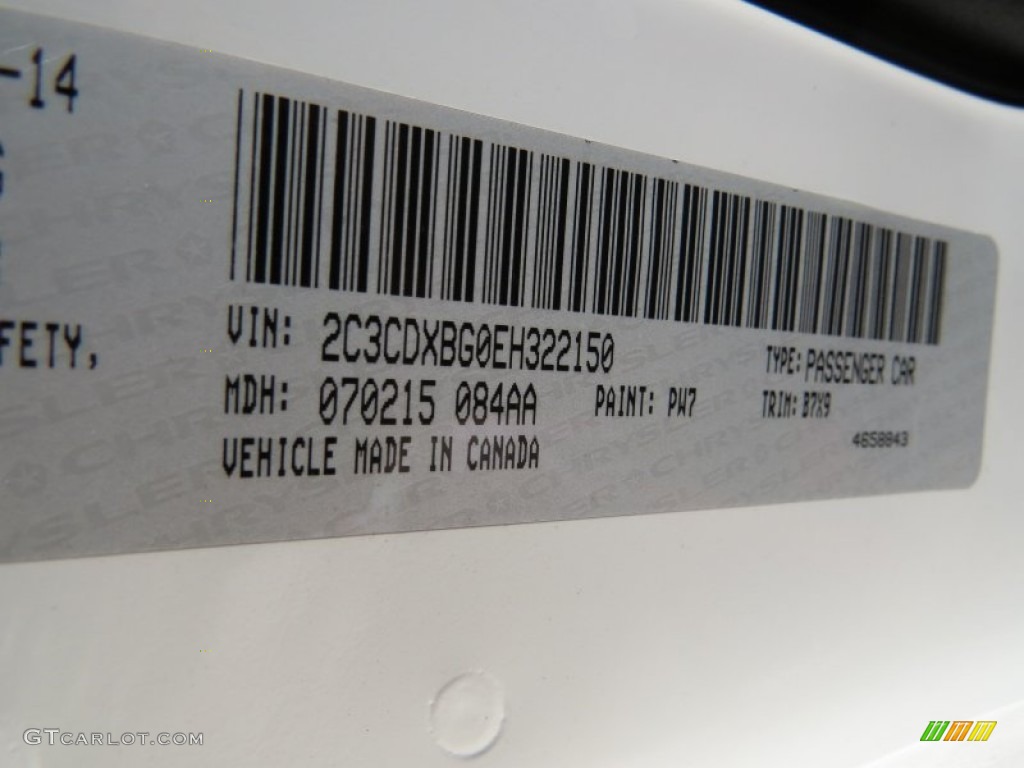 -14
FETY,
VIN: 2C3CDXBG0EH322150
TYPE: PASSENGER CAR
MDH: 070215 084AA
PAINT: PW7
TRIM: B7X9
4658843
VEHICLE MADE IN CANADA
CHRYSLER
GTCARLOT.COM